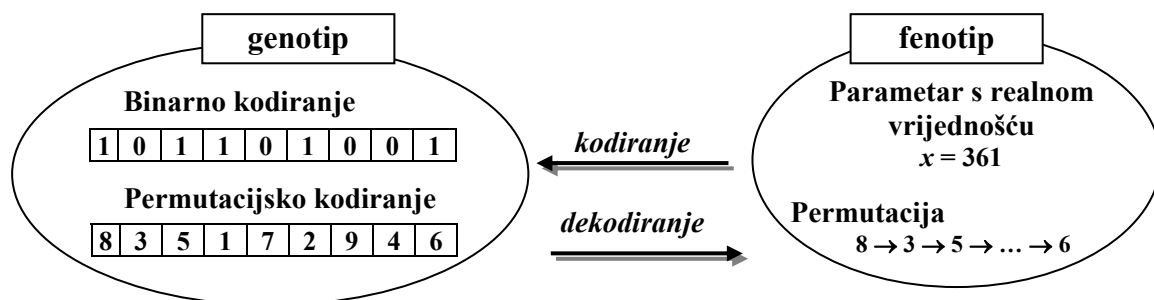 genotip
Binarno kodiranje
1 0 1 1 0 1 0 0 1
Permutacijsko kodiranje
8 3 5 1 7 2 9 4 6
kodiranje
dekodiranje
fenotip
Parametar s realnom
vrijednošću
x = 361
Permutacija
8 → 3 → 5 → … → 6